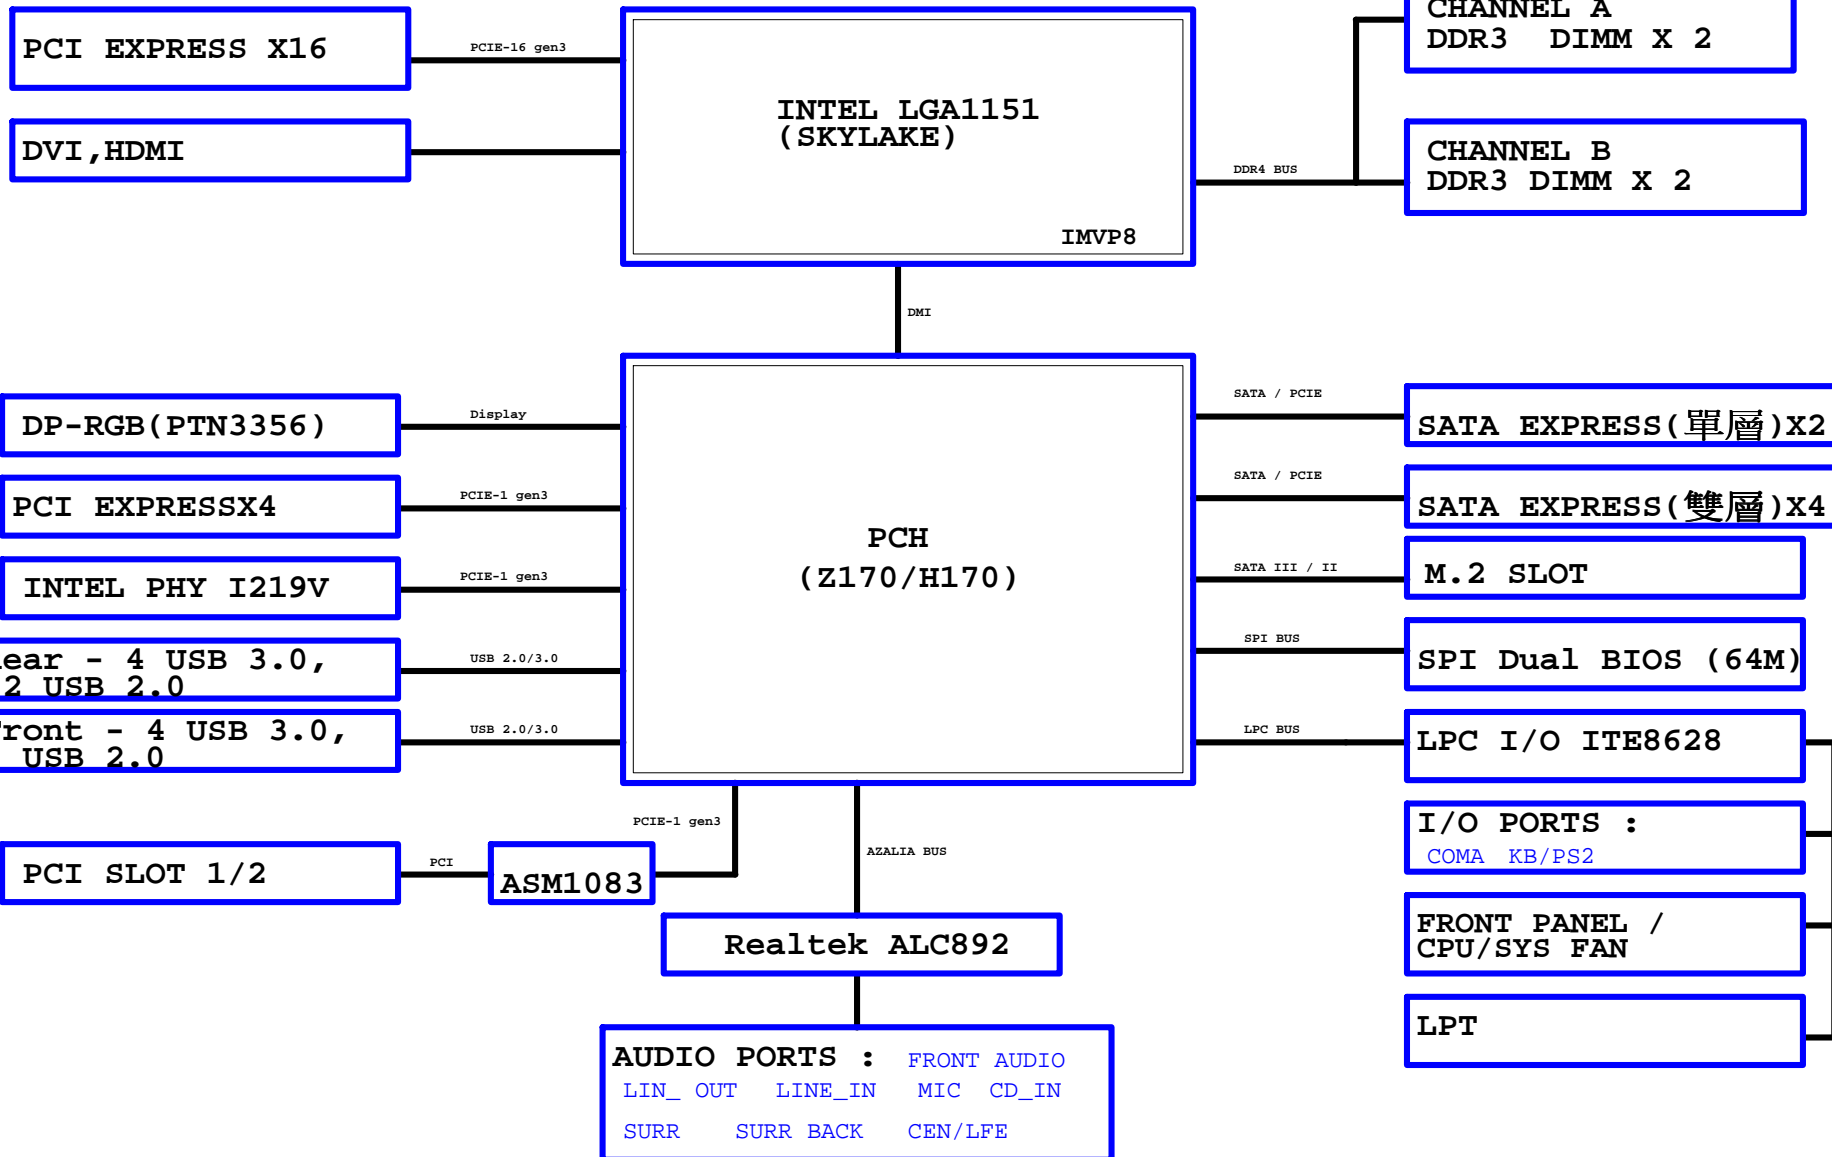 PCI EXPRESS X16
PCIE-16 gen3
INTEL LGA1151
(SKYLAKE)
IMVP8
CHANNEL A
DDR3 DIMM X 2
DVI,HDMI
DDR4 BUS
CHANNEL B
DDR3 DIMM X 2
DMI
DP-RGB(PTN3356)
Display
PCI EXPRESSX4
PCIE-1 gen3
INTEL PHY I219V
PCIE-1 gen3
ear - 4 USB 3.0,
2 USB 2.0
USB 2.0/3.0
ront - 4 USB 3.0,
USB 2.0
USB 2.0/3.0
PCH
(Z170/H170)
SATA / PCIE
SATA EXPRESS(單層)X2
SATA / PCIE
SATA EXPRESS(雙層)X4
SATA III / II
M.2 SLOT
SPI BUS
SPI Dual BIOS (64M)
LPC BUS
LPC I/O ITE8628
I/O PORTS :
COMA KB/PS2
FRONT PANEL /
CPU/SYS FAN
LPT
PCIE-1 gen3
PCI SLOT 1/2
PCI
ASM1083
AZALIA BUS
Realtek ALC892
AUDIO PORTS : FRONT AUDIO
LIN_ OUT LINE_IN MIC CD_IN
SURR SURR BACK CEN/LFE